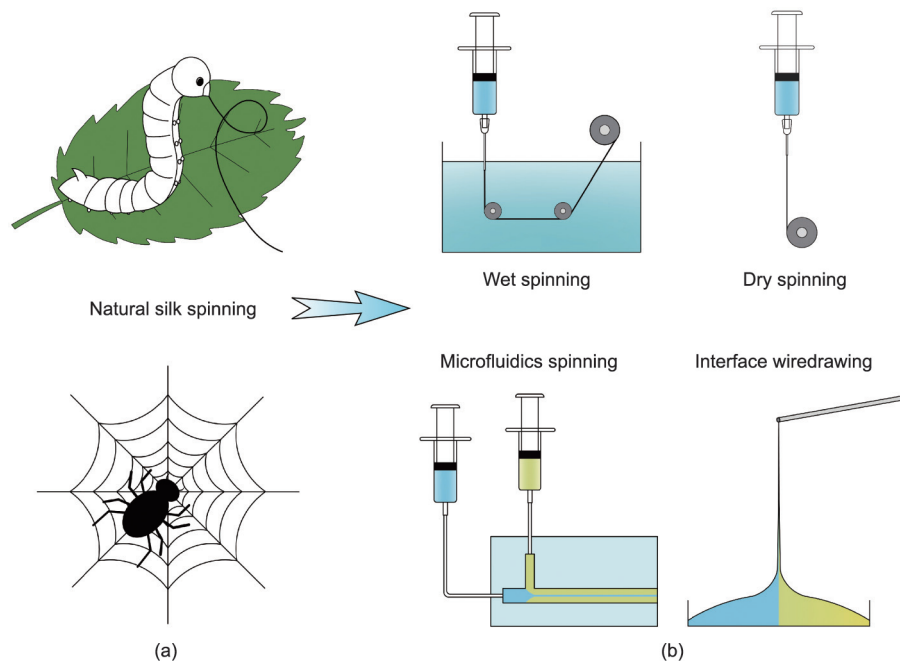 Natural silk spinning
Wet spinning
Dry spinning
Microfluidics spinning
Interface wiredrawing
(a)
(b)